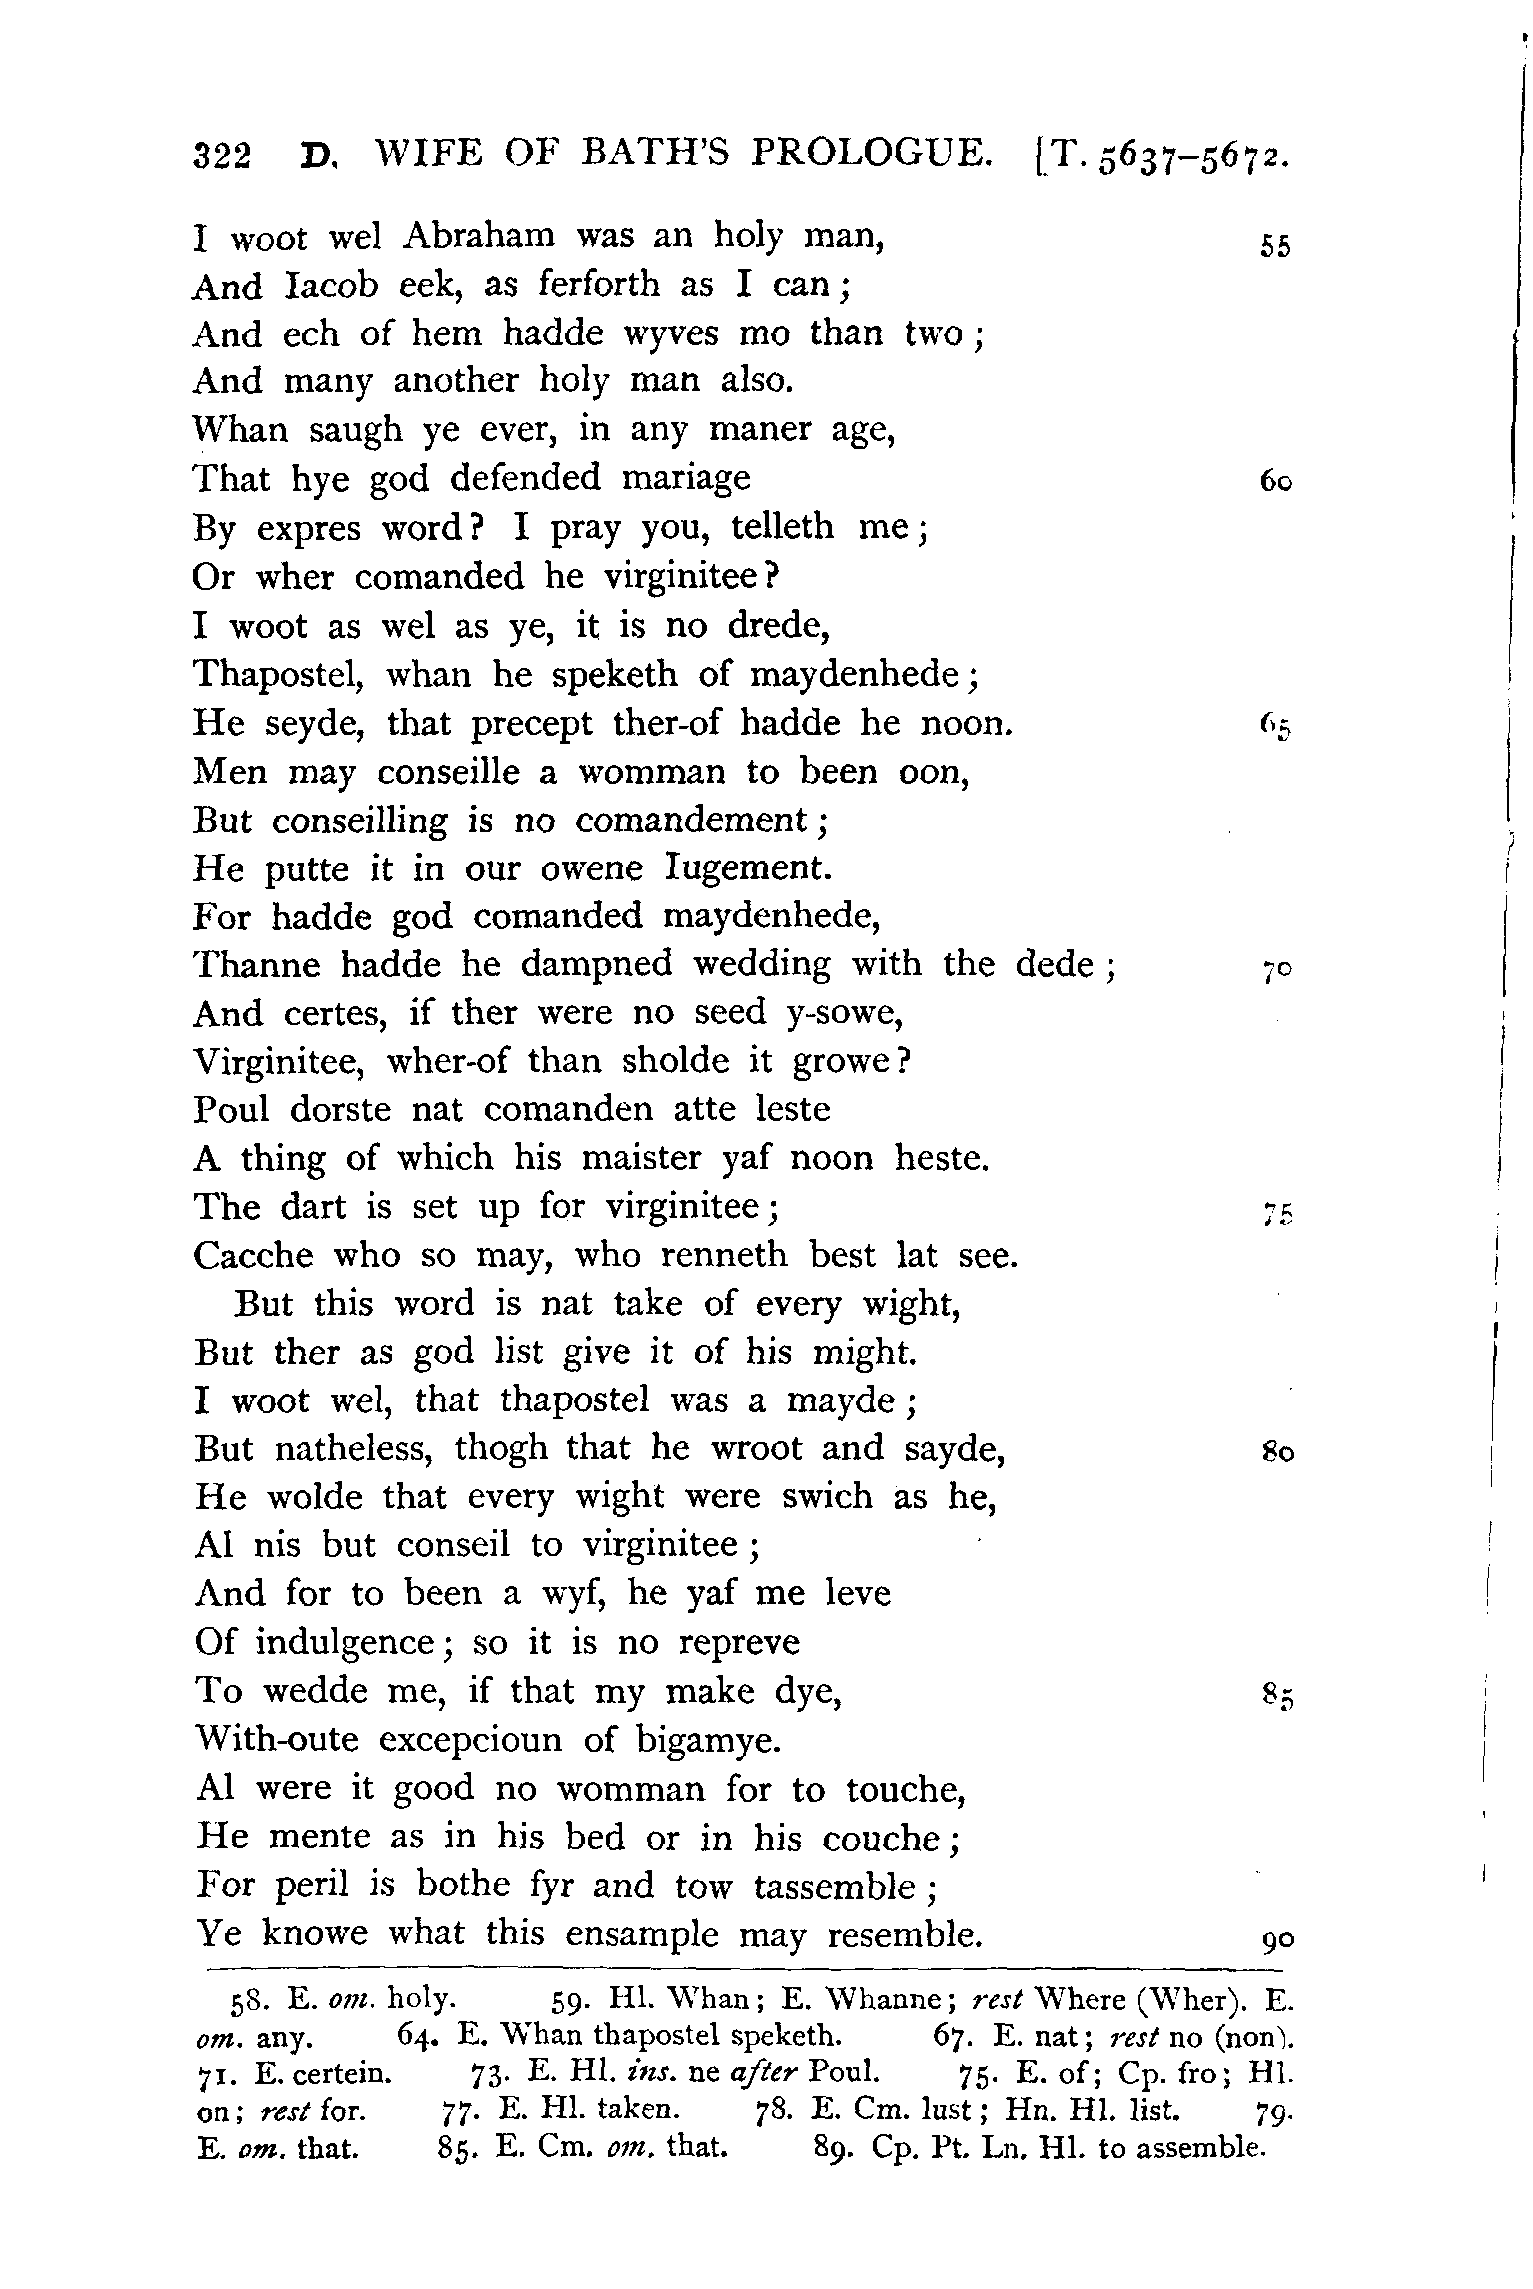 322 D. WIFE OF BATH'S PROLOGUE. [T. 5637–5672.
I woot wel Abraham was an holy man, 55
And Iacob eek, as ferforth as I can ;
And ech of hem hadde wyves mo than two ;
And many another holy man also.
Whan saugh ye ever, in any maner age,
That hye god defended mariage 60
By expres word? I pray you, telleth me ;
Or wher comanded he virginitee?
I woot as wel as ye, it is no drede,
Thapostel, whan he speketh of maydenhede ;
He seyde, that precept ther-of hadde he noon. 65
Men may conseille a womman to been oon,
But conseilling is no comandement ;
He putte it in our owene Iugement.
For hadde god comanded maydenhede,
Thanne hadde he dampned wedding with the dede ; 70
And certes, if ther were no seed y-sowe,
Virginitee, wher-of than sholde it growe?
Poul dorste nat comanden atte leste
A thing of which his maister yaf noon heste.
The dart is set up for virginitee ; 75
Cacche who so may, who renneth best lat see.
But this word is nat take of every wight,
But ther as god list give it of his might.
I woot wel, that thapostel was a mayde ;
But natheless, thogh that he wroot and sayde, 80
He wolde that every wight were swich as he,
Al nis but conseil to virginitee ;
And for to been a wyf, he yaf me leve
Of indulgence ; so it is no repreve
To wedde me, if that my make dye, 85
With-oute excepcioun of bigamye.
Al were it good no womman for to touche,
He mente as in his bed or in his couche ;
For peril is bothe fyr and tow tassemble ;
Ye knowe what this ensample may resemble. 90
58. E. om. holy. 59. Hl. Whan ; E. Whanne ; rest Where (Wher). E.
om. any. 64. E. Whan thapostel speketh. 67. E. nat ; rest no (non).
71. E. certein. 73. E. Hl. ins. ne after Poul. 75. E. of ; Cp. fro ; Hl.
on ; rest for. 77. E. Hl. taken. 78. E. Cm. lust ; Hn. Hl. list. 79.
E. om. that. 85. E. Cm. om. that. 89. Cp. Pt. Ln. Hl. to assemble.